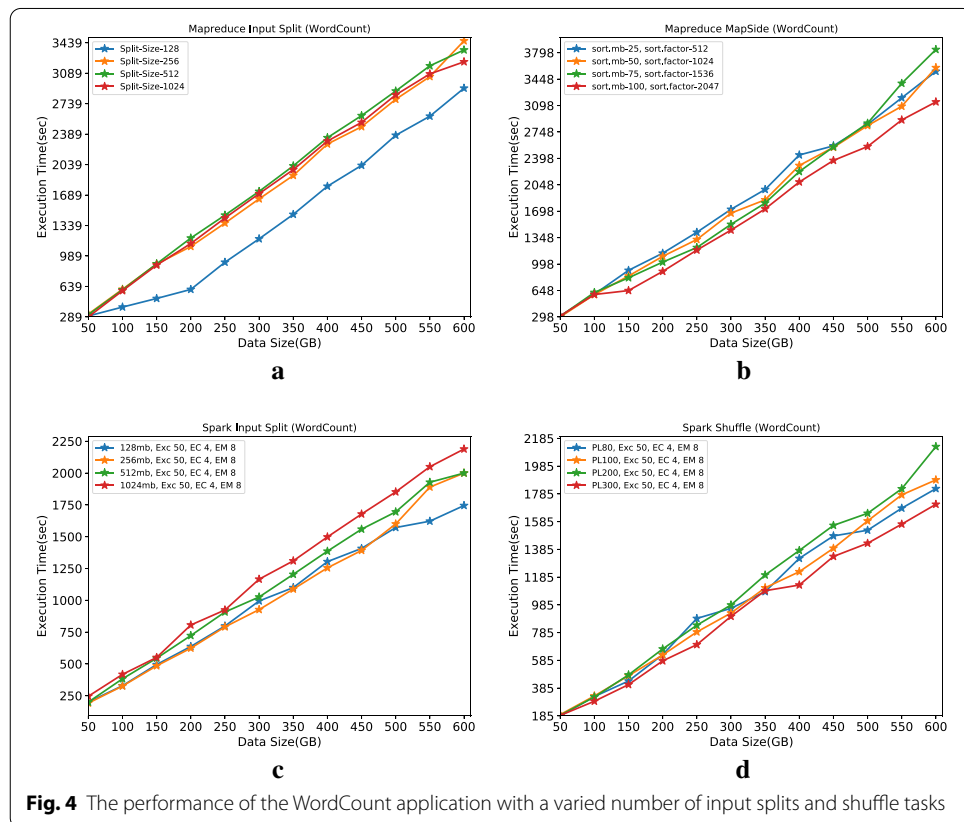 Mapreduce Input Split (WordCount)
Split-Size-128
Split-Size-256
Split-Size-512
Split-Size-1024
Execution Time(sec)
3439
3089
2739
2389
2039
1689
1339
989
639
289
50 100 150 200 250 300 350 400 450 500 550 600
Data Size(GB)
a
Mapreduce MapSide (WordCount)
sort.mb-25, sort.factor-512
sort.mb-50, sort.factor-1024
sort.mb-75, sort.factor-1536
sort.mb-100, sort.factor-2047
Execution Time(sec)
3798
3448
3098
2748
2398
2048
1698
1348
998
648
298
50 100 150 200 250 300 350 400 450 500 550 600
Data Size(GB)
b
Spark Input Split (WordCount)
128mb, Exc 50, EC 4, EM 8
256mb, Exc 50, EC 4, EM 8
512mb, Exc 50, EC 4, EM 8
1024mb, Exc 50, EC 4, EM 8
Execution Time(sec)
2250
2000
1750
1500
1250
1000
750
500
250
50 100 150 200 250 300 350 400 450 500 550 600
Data Size(GB)
c
Spark Shuffle (WordCount)
PL80, Exc 50, EC 4, EM 8
PL100, Exc 50, EC 4, EM 8
PL200, Exc 50, EC 4, EM 8
PL300, Exc 50, EC 4, EM 8
Execution Time(sec)
2185
1985
1785
1585
1385
1185
985
785
585
385
185
50 100 150 200 250 300 350 400 450 500 550 600
Data Size(GB)
d
Fig. 4 The performance of the WordCount application with a varied number of input splits and shuffle tasks